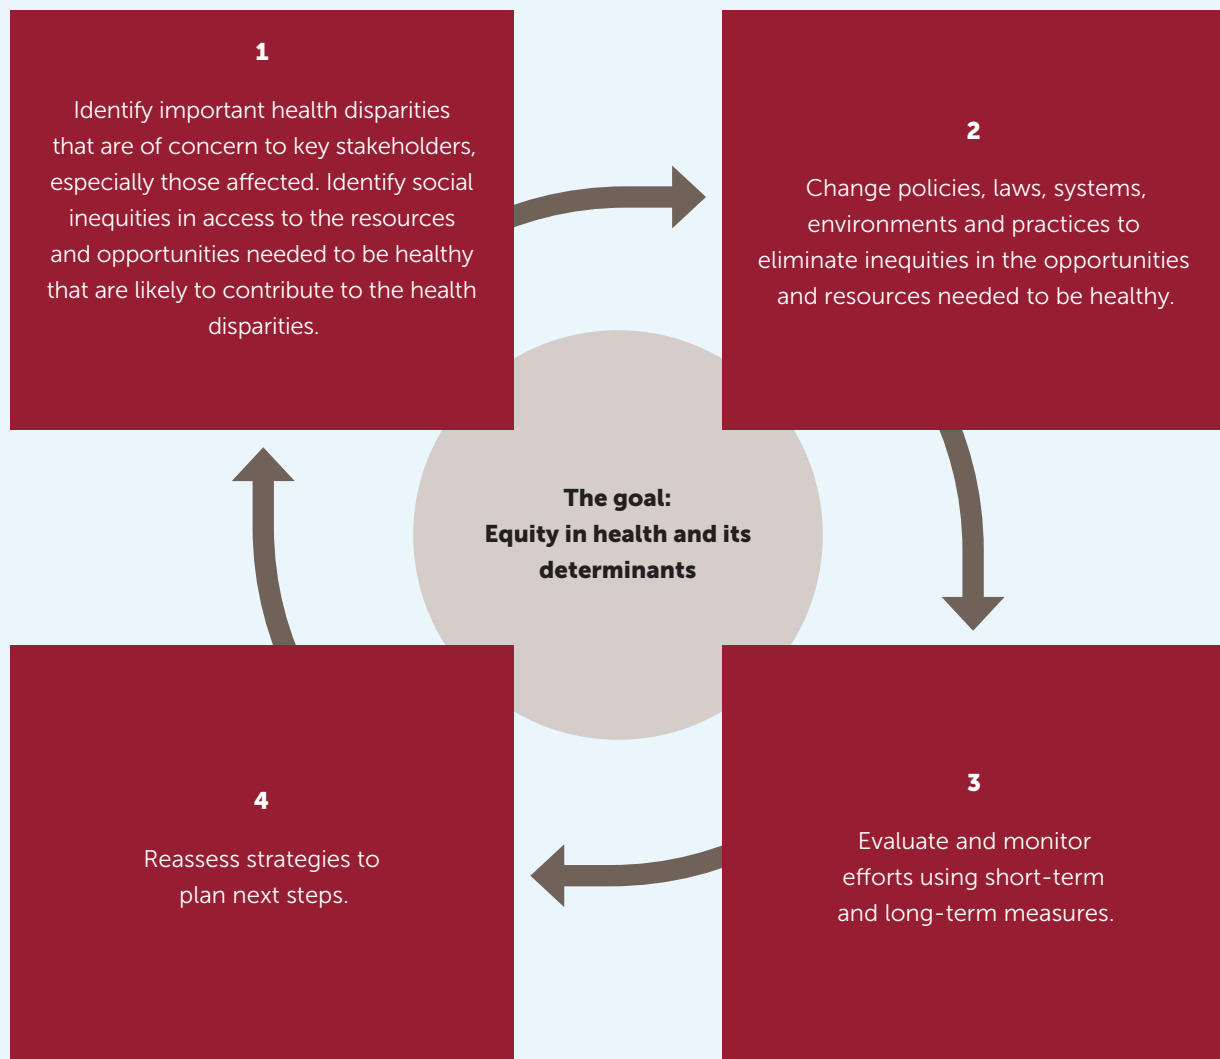 1
Identify important health disparities
that are of concern to key stakeholders,
especially those affected. Identify social
inequities in access to the resources
and opportunities needed to be healthy
that are likely to contribute to the health
disparities.
2
Change policies, laws, systems,
environments and practices to
eliminate inequities in the opportunities
and resources needed to be healthy.
The goal:
Equity in health and its
determinants
3
Evaluate and monitor
efforts using short-term
and long-term measures.
4
Reassess strategies to
plan next steps.